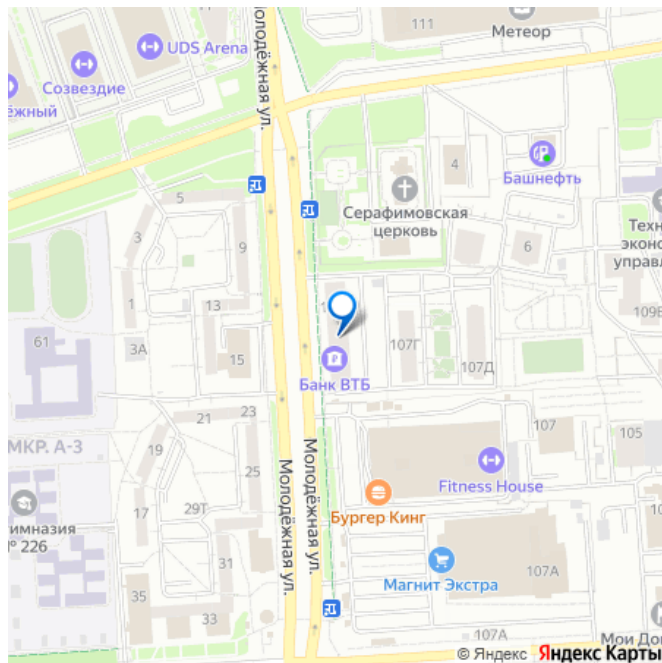 111
Метеор
UDS Arena
Созвездие
ёжный
Молодёжная ул.
Молодёжная ул.
4
Башнефть
Серафимовская
церковь
Техн
эконо
управл
5
3
9
6
1
13
109В
61
3А
15
107Г
107Д
Банк ВТБ
21
23
107
105
МКР. А-3
19
25
Fitness House
29Т
Бургер Кинг
имназия
№ 226
33
31
35
Молодёжная ул.
Молодёжная ул.
Магнит Экстра
107А
107А
Мои До
© Яндекс Яндекс Карты